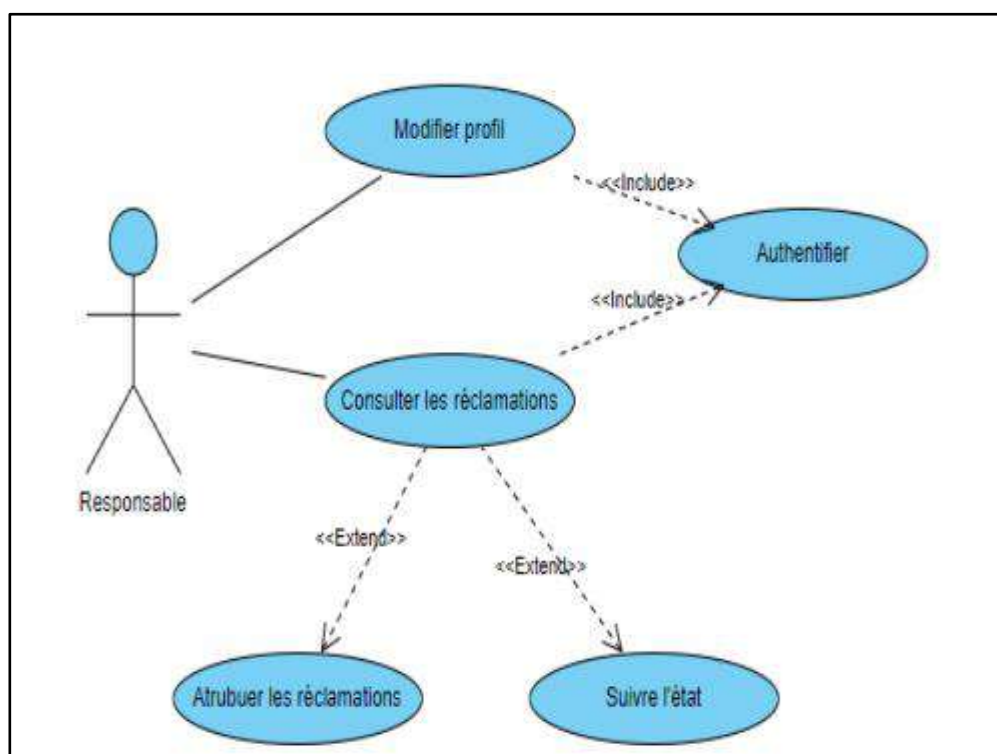 Modifier profil
<<Include>>
Authentifier
<<Include>>
Consulter les réclamations
Responsable
<<Extend>>
<<Extend>>
Atrubuer les réclamations
Suivre l'état